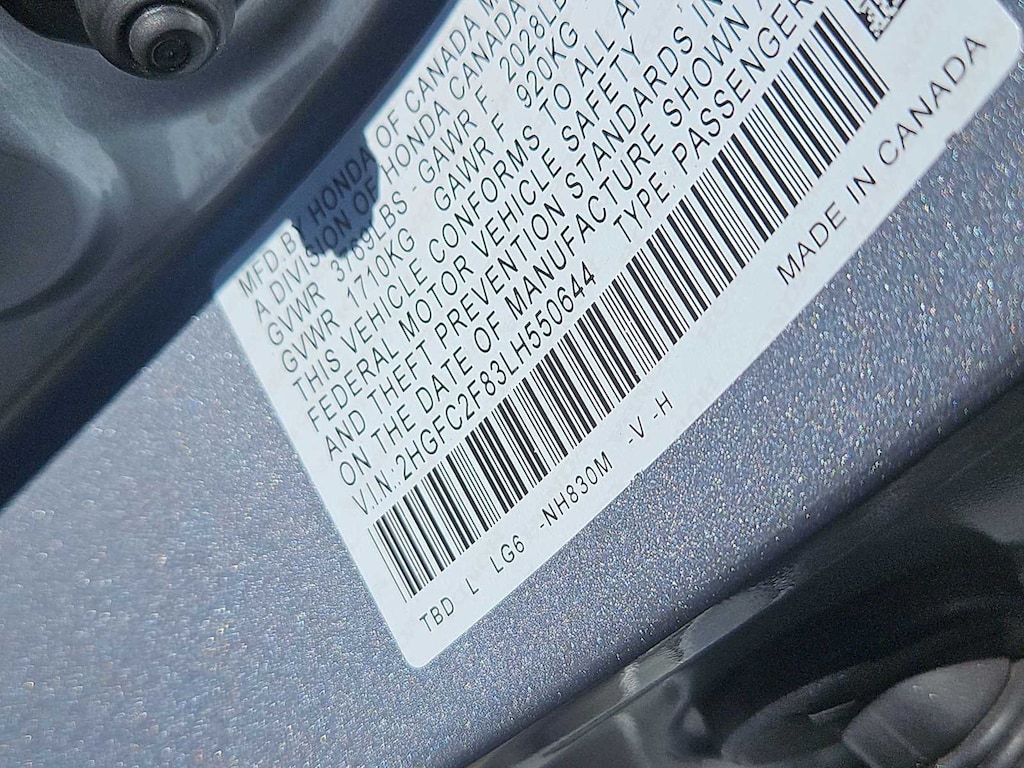 MFD.BY HONDA OF CANADA M
A DIVISION OF HONDA CANADA
GVWR 3769LBS - GAWR F 2028LB
GVWR 1710KG GAWR F 920KG
THIS VEHICLE CONFORMS TO ALL AP
FEDERAL MOTOR VEHICLE SAFETY
AND THEFT PREVENTION STANDARDS IN
ON THE DATE OF MANUFACTURE SHOWN A
V.I.N.:2HGFC2F83LH550644 TYPE: PASSENGER
TBD L LG6 -NH830M -V -H
MADE IN CANADA